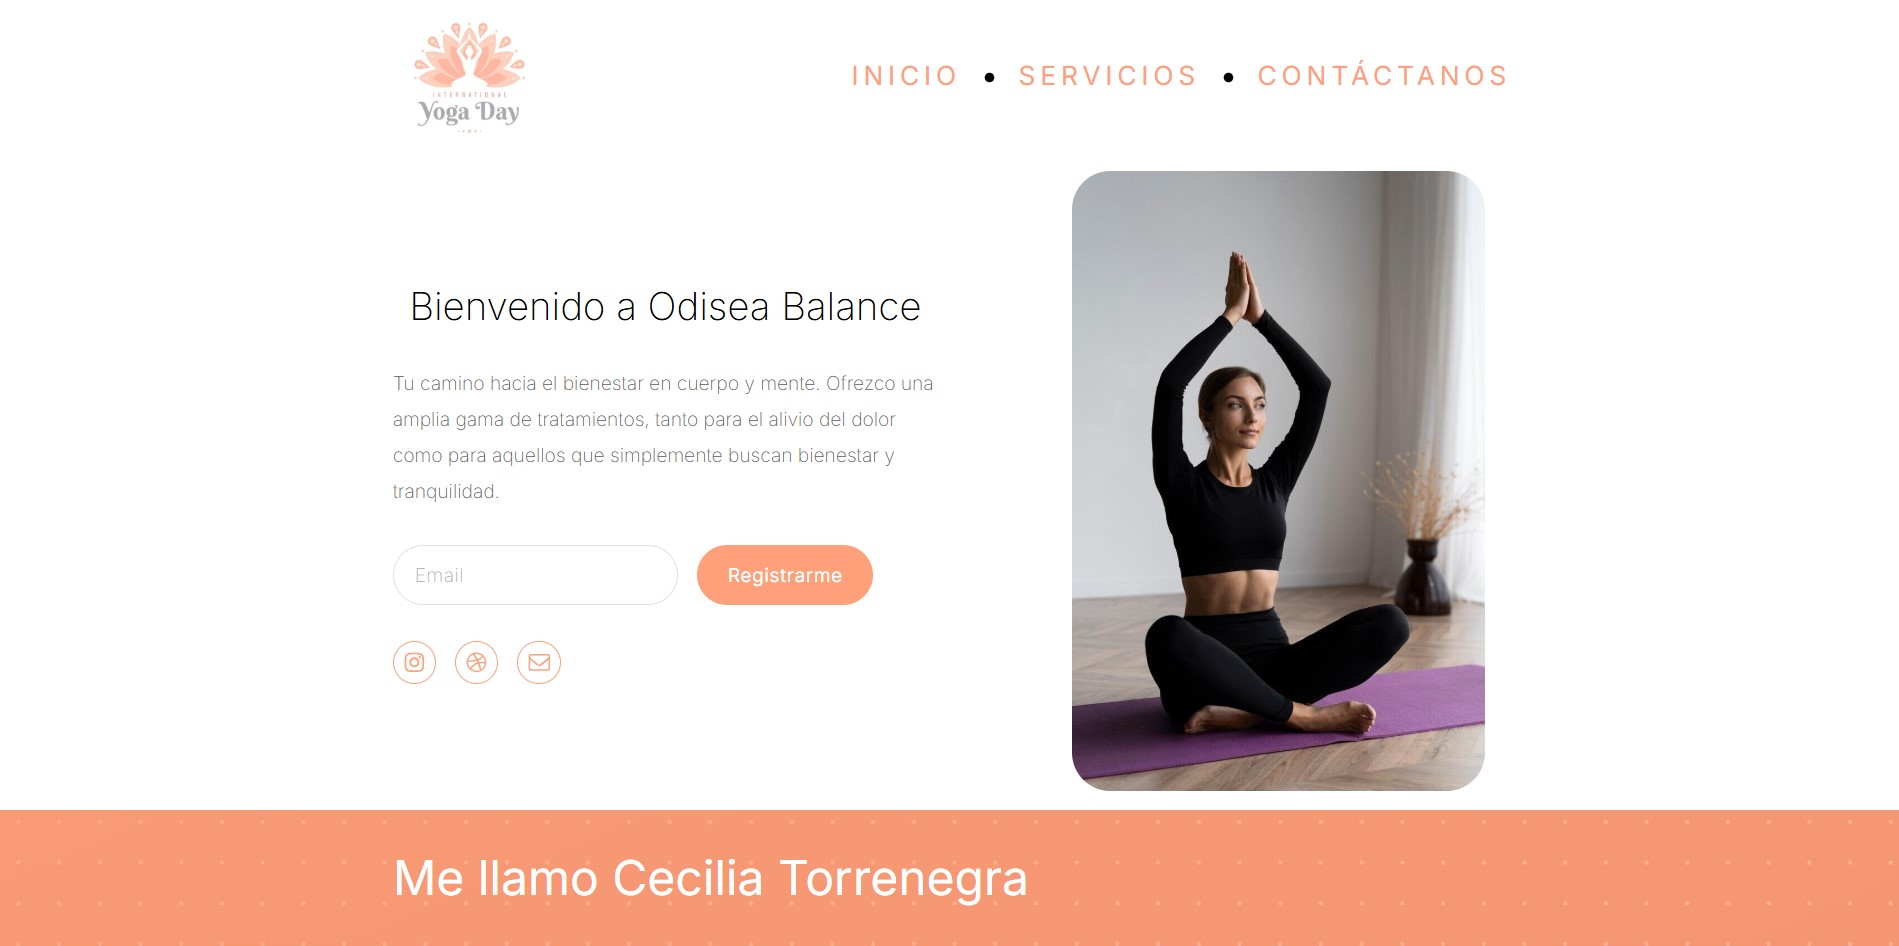 INTERNATIONAL
Yoga Day
INICIO • SERVICIOS • CONTÁCTANOS
Bienvenido a Odisea Balance
Tu camino hacia el bienestar en cuerpo y mente. Ofrezco una
amplia gama de tratamientos, tanto para el alivio del dolor
como para aquellos que simplemente buscan bienestar y
tranquilidad.
Email
Registrarme
Me llamo Cecilia Torrenegra